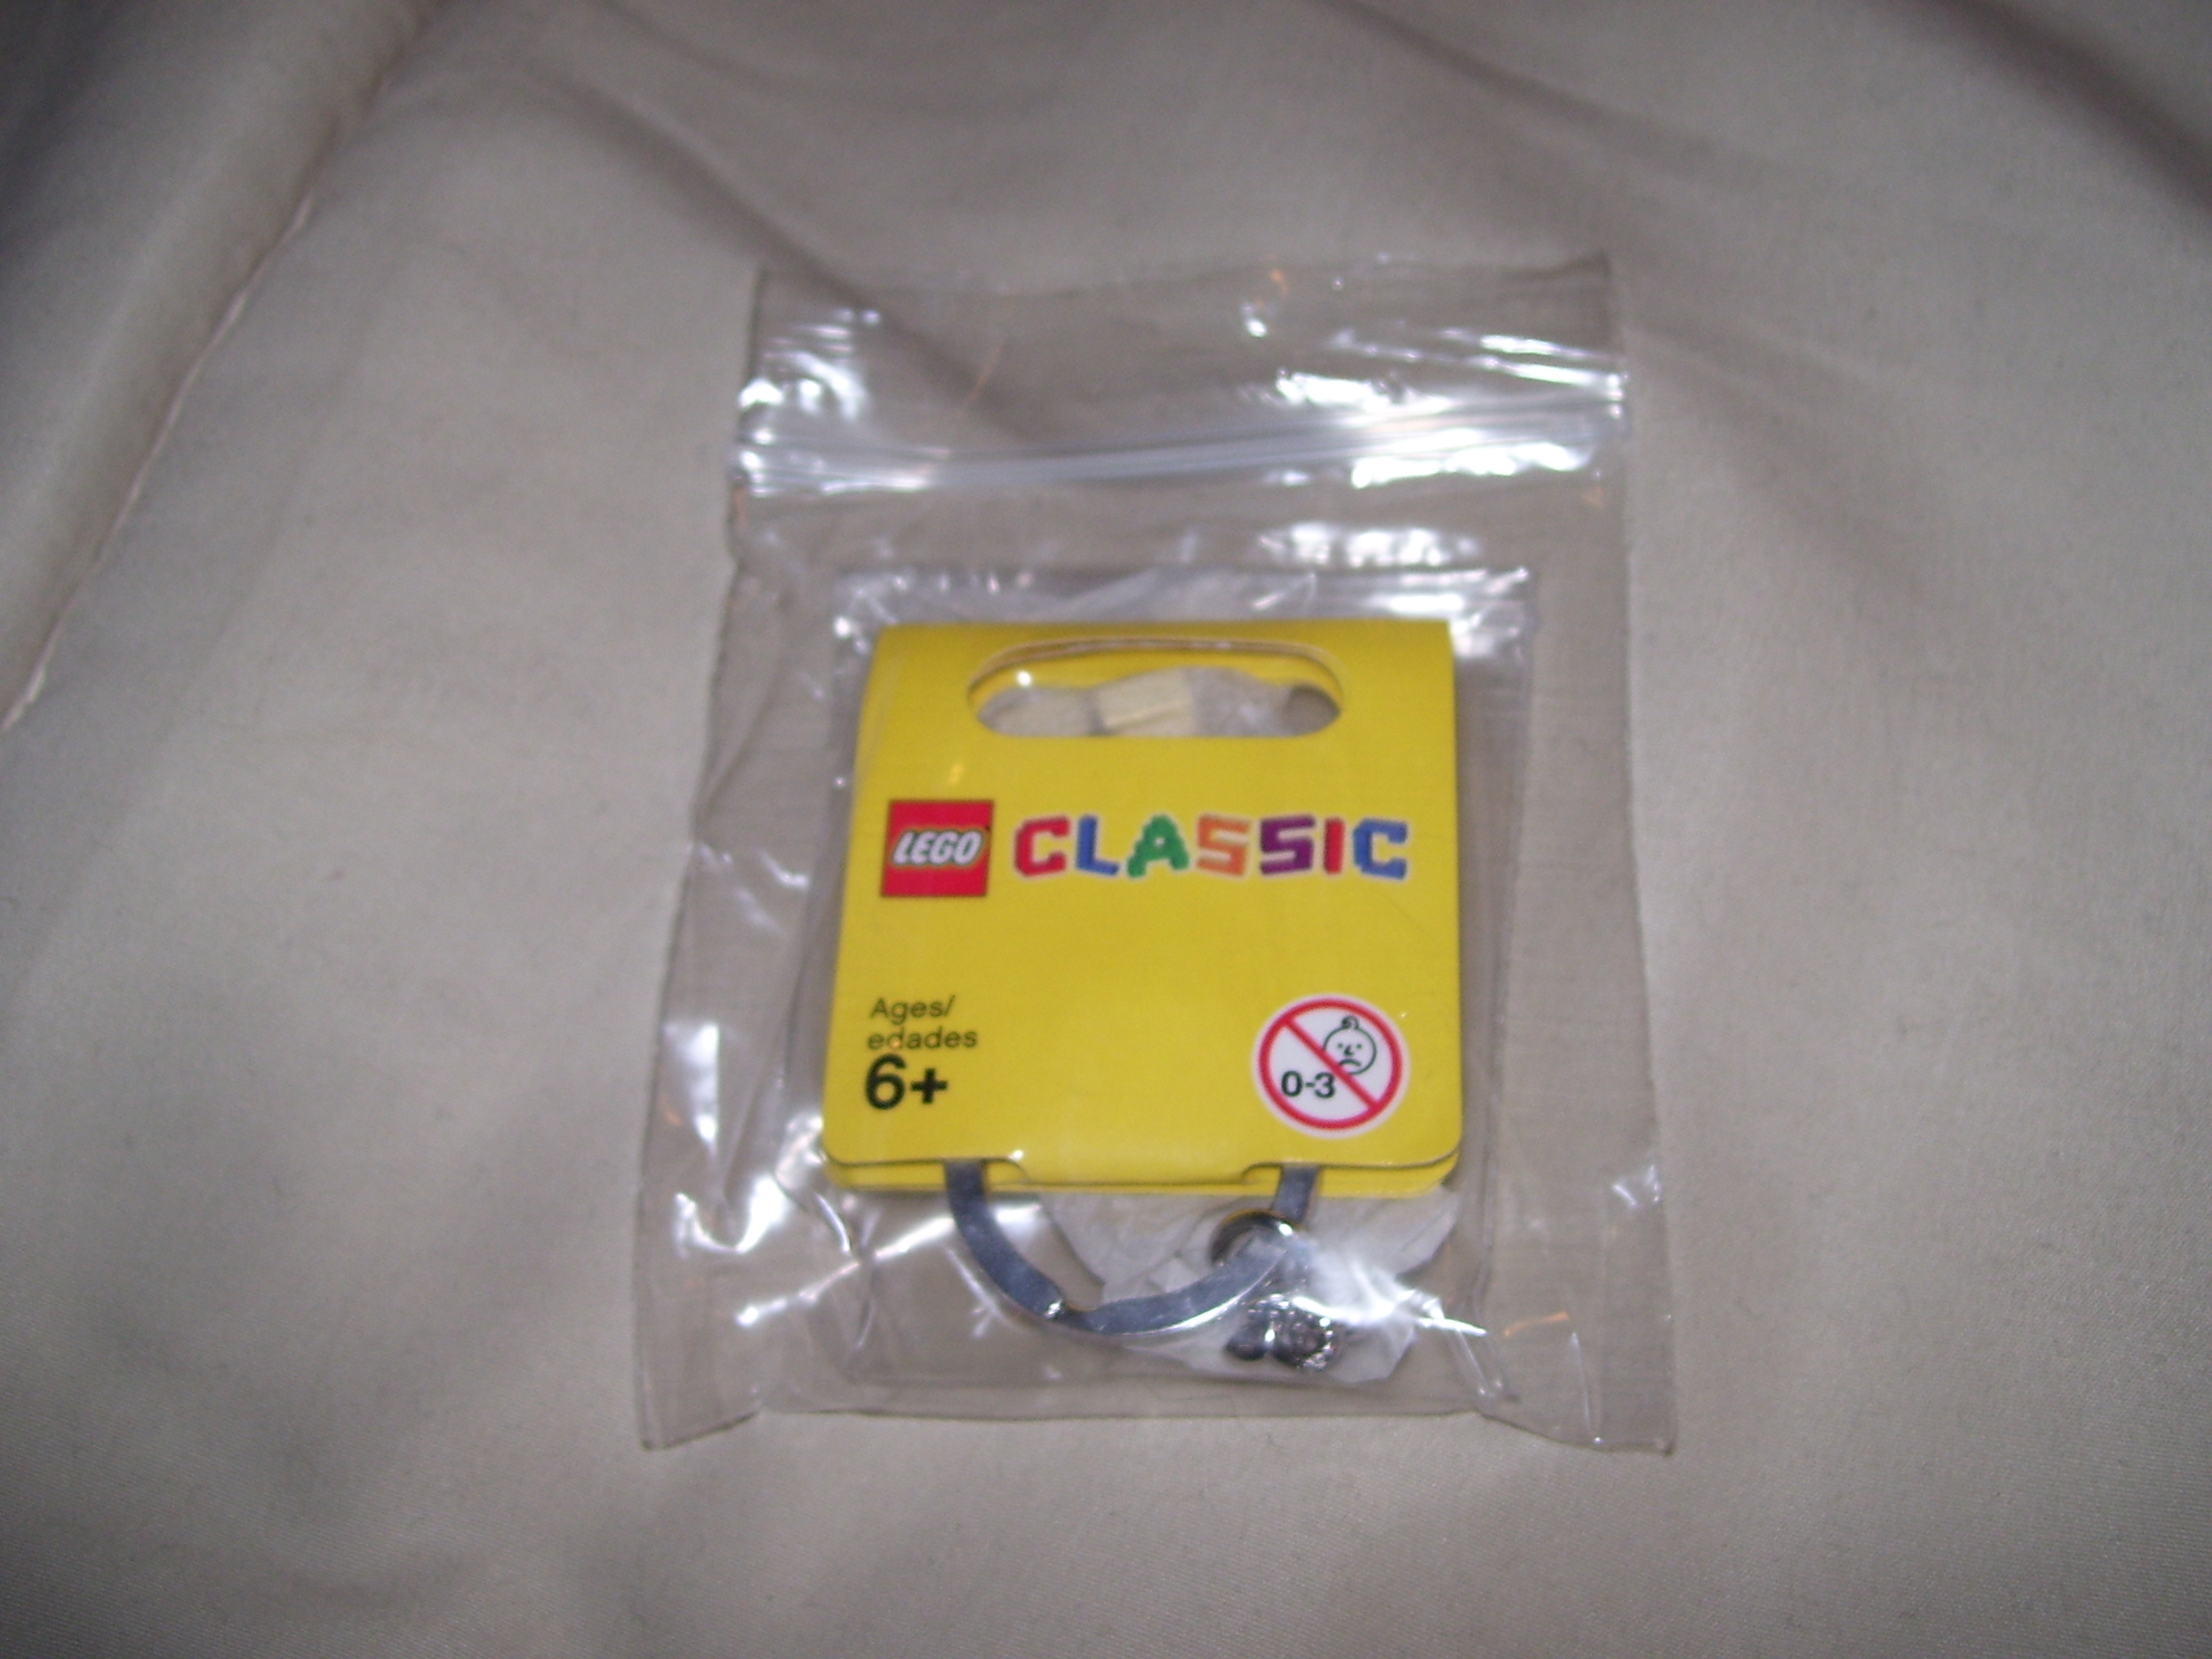 LEGO CLASSIC
Ages/
edades
6+
0-3